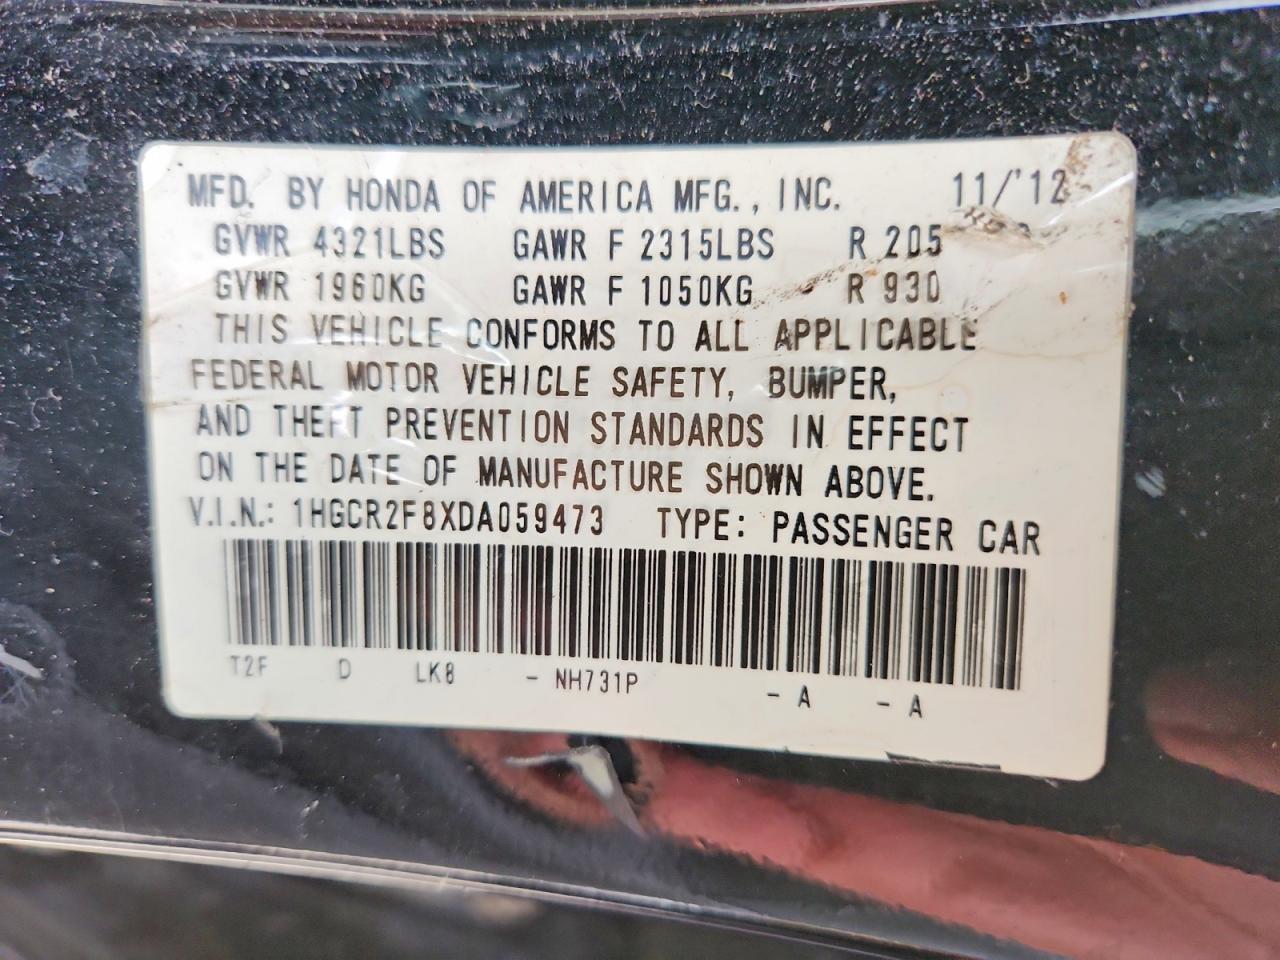 MFD. BY HONDA OF AMERICA MFG., INC. 11/'12
GVWR 4321LBS GAWR F 2315LBS R
GVWR 1960KG GAWR F 1050KG R 930
THIS VEHICLE CONFORMS TO ALL APPLICABLE
FEDERAL MOTOR VEHICLE SAFETY, BUMPER,
AND THEFT PREVENTION STANDARDS IN EFFECT
ON THE DATE OF MANUFACTURE SHOWN ABOVE.
V.I.N.: 1HGCR2F8XDA059473 TYPE: PASSENGER CAR
T2F D LK8 - NH731P - A - A